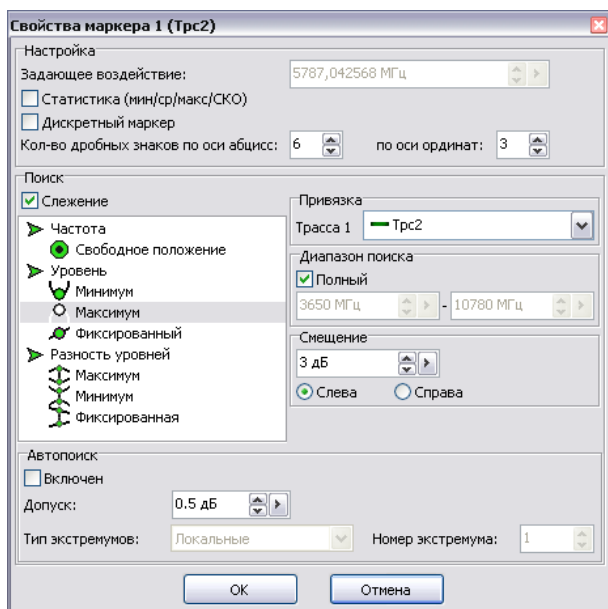 Свойства маркера 1 (Трс2)
Настройка
Задающее воздействие: 5787,042568 МГц
Статистика (мин/ср/макс/СКО)
Дискретный маркер
Кол-во дробных знаков по оси абцисс: 6 по оси ординат: 3
Поиск
Слежение
Частота
Свободное положение
Уровень
Минимум
Максимум
Фиксированный
Разность уровней
Максимум
Минимум
Фиксированная
Привязка
Трасса 1 Трс2
Диапазон поиска
Полный
3650 МГц - 10780 МГц
Смещение
3 дБ
Слева Справа
Автопоиск
Включен
Допуск: 0.5 дБ
Тип экстремумов: Локальные Номер экстремума: 1
OK Отмена